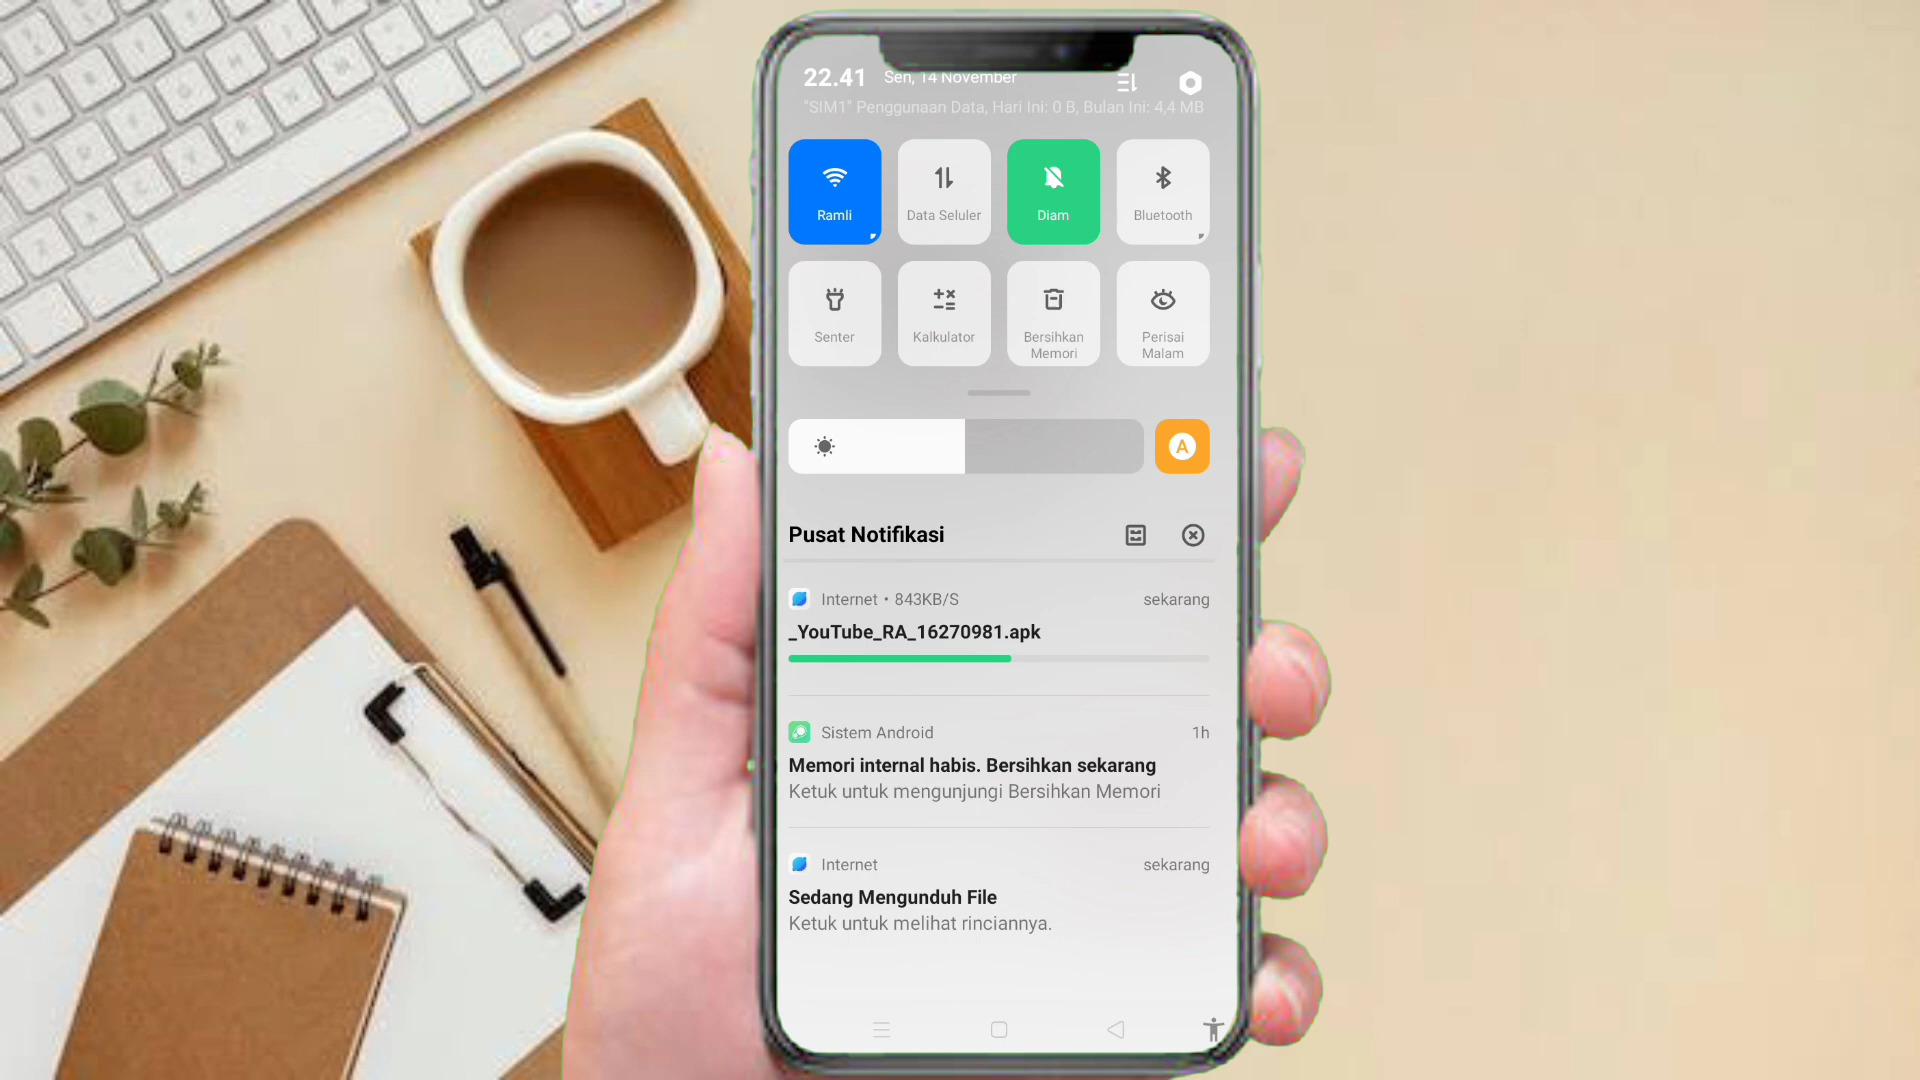 22.41 Sen, 14 November
"SIM1" Penggunaan Data, Hari Ini: 0 B, Bulan Ini: 4,4 MB
Ramli
Data Seluler
Diam
Bluetooth
Senter
Kalkulator
Bersihkan
Memori
Perisai
Malam
A
Pusat Notifikasi
Internet • 843KB/S sekarang
_YouTube_RA_16270981.apk
Sistem Android 1h
Memori internal habis. Bersihkan sekarang
Ketuk untuk mengunjungi Bersihkan Memori
Internet sekarang
Sedang Mengunduh File
Ketuk untuk melihat rinciannya.